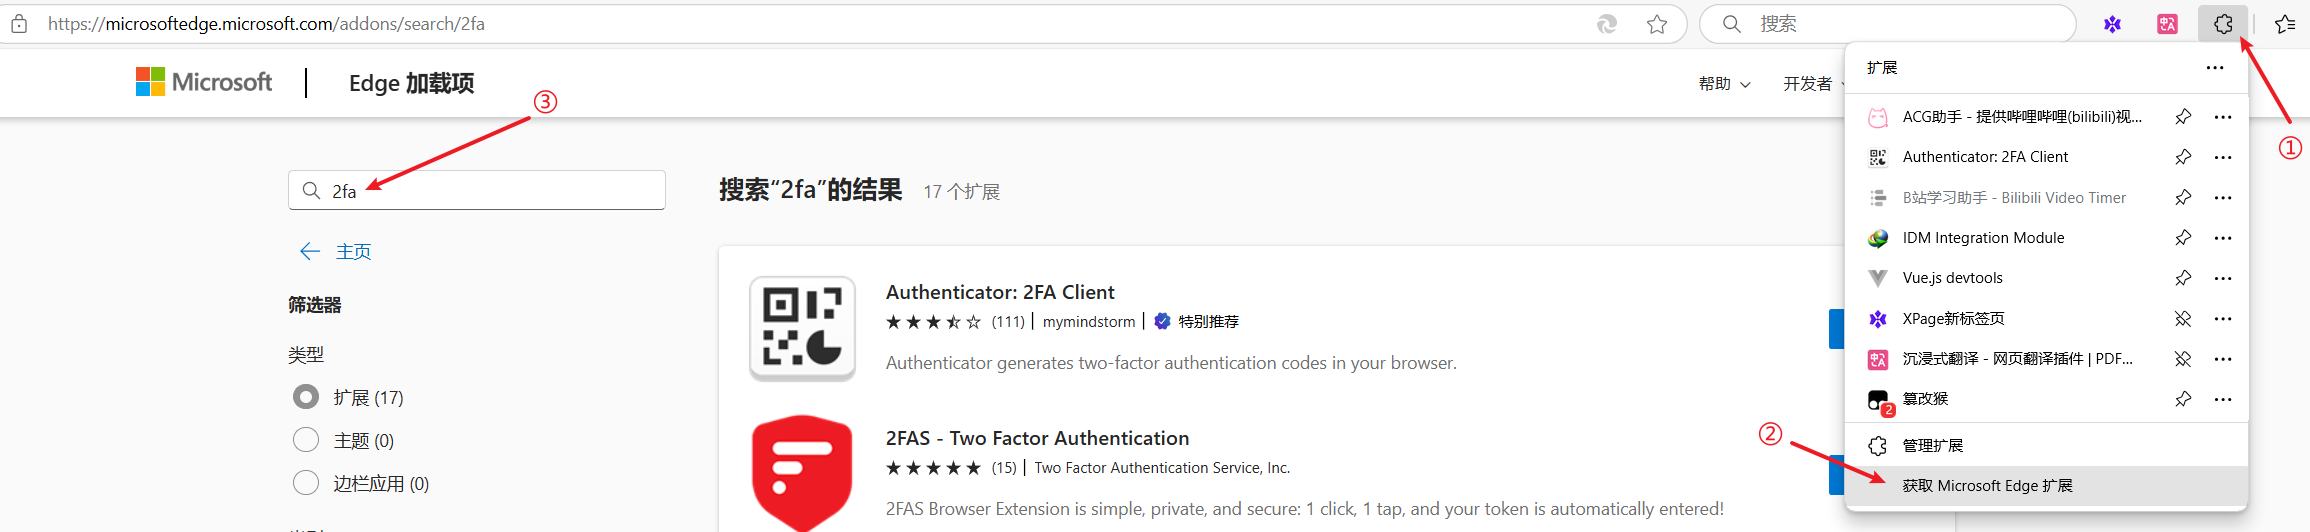 https://microsoftedge.microsoft.com/addons/search/2fa
搜索
Microsoft
Edge 加载项
帮助
开发者
③
2fa
主页
筛选器
类型
扩展 (17)
主题 (0)
边栏应用 (0)
搜索“2fa”的结果
17 个扩展
Authenticator: 2FA Client
(111)
mymindstorm
特别推荐
Authenticator generates two-factor authentication codes in your browser.
2FAS - Two Factor Authentication
(15)
Two Factor Authentication Service, Inc.
2FAS Browser Extension is simple, private, and secure: 1 click, 1 tap, and your token is automatically entered!
①
扩展
ACG助手 - 提供哔哩哔哩(bilibili)视...
Authenticator: 2FA Client
B站学习助手 - Bilibili Video Timer
IDM Integration Module
Vue.js devtools
XPage新标签页
中A
沉浸式翻译 - 网页翻译插件 | PDF...
2
篡改猴
管理扩展
②
获取 Microsoft Edge 扩展